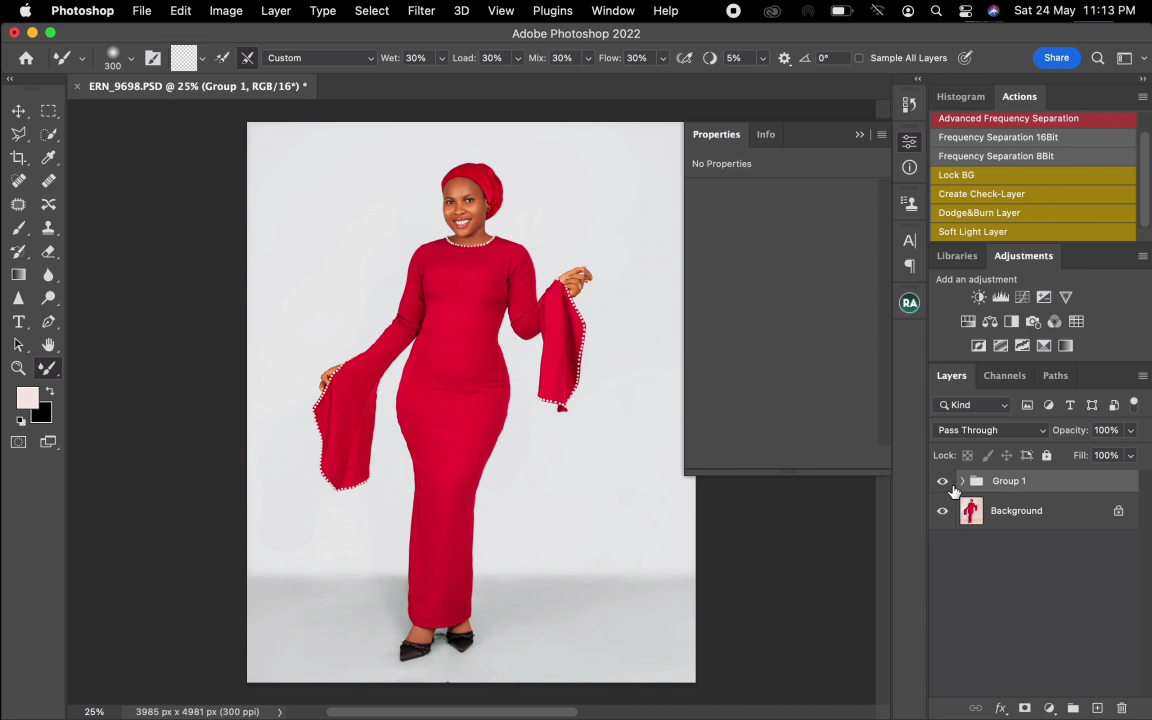 Photoshop File Edit Image Layer Type Select Filter 3D View Plugins Window Help Sat 24 May 11:13 PM
Adobe Photoshop 2022
300 Custom Wet: 30% Load: 30% Mix: 30% Flow: 30% 5% 0° Sample All Layers Share
× ERN_9698.PSD @ 25% (Group 1, RGB/16*) *
Histogram Actions
Advanced Frequency Separation
Frequency Separation 16Bit
Frequency Separation 8Bit
Lock BG
Create Check-Layer
Dodge&Burn Layer
Soft Light Layer
Properties Info
No Properties
Libraries Adjustments
Add an adjustment
RA
Layers Channels Paths
Kind
Pass Through Opacity: 100%
Lock: Fill: 100%
Group 1
Background
25% 3985 px x 4981 px (300 ppi)